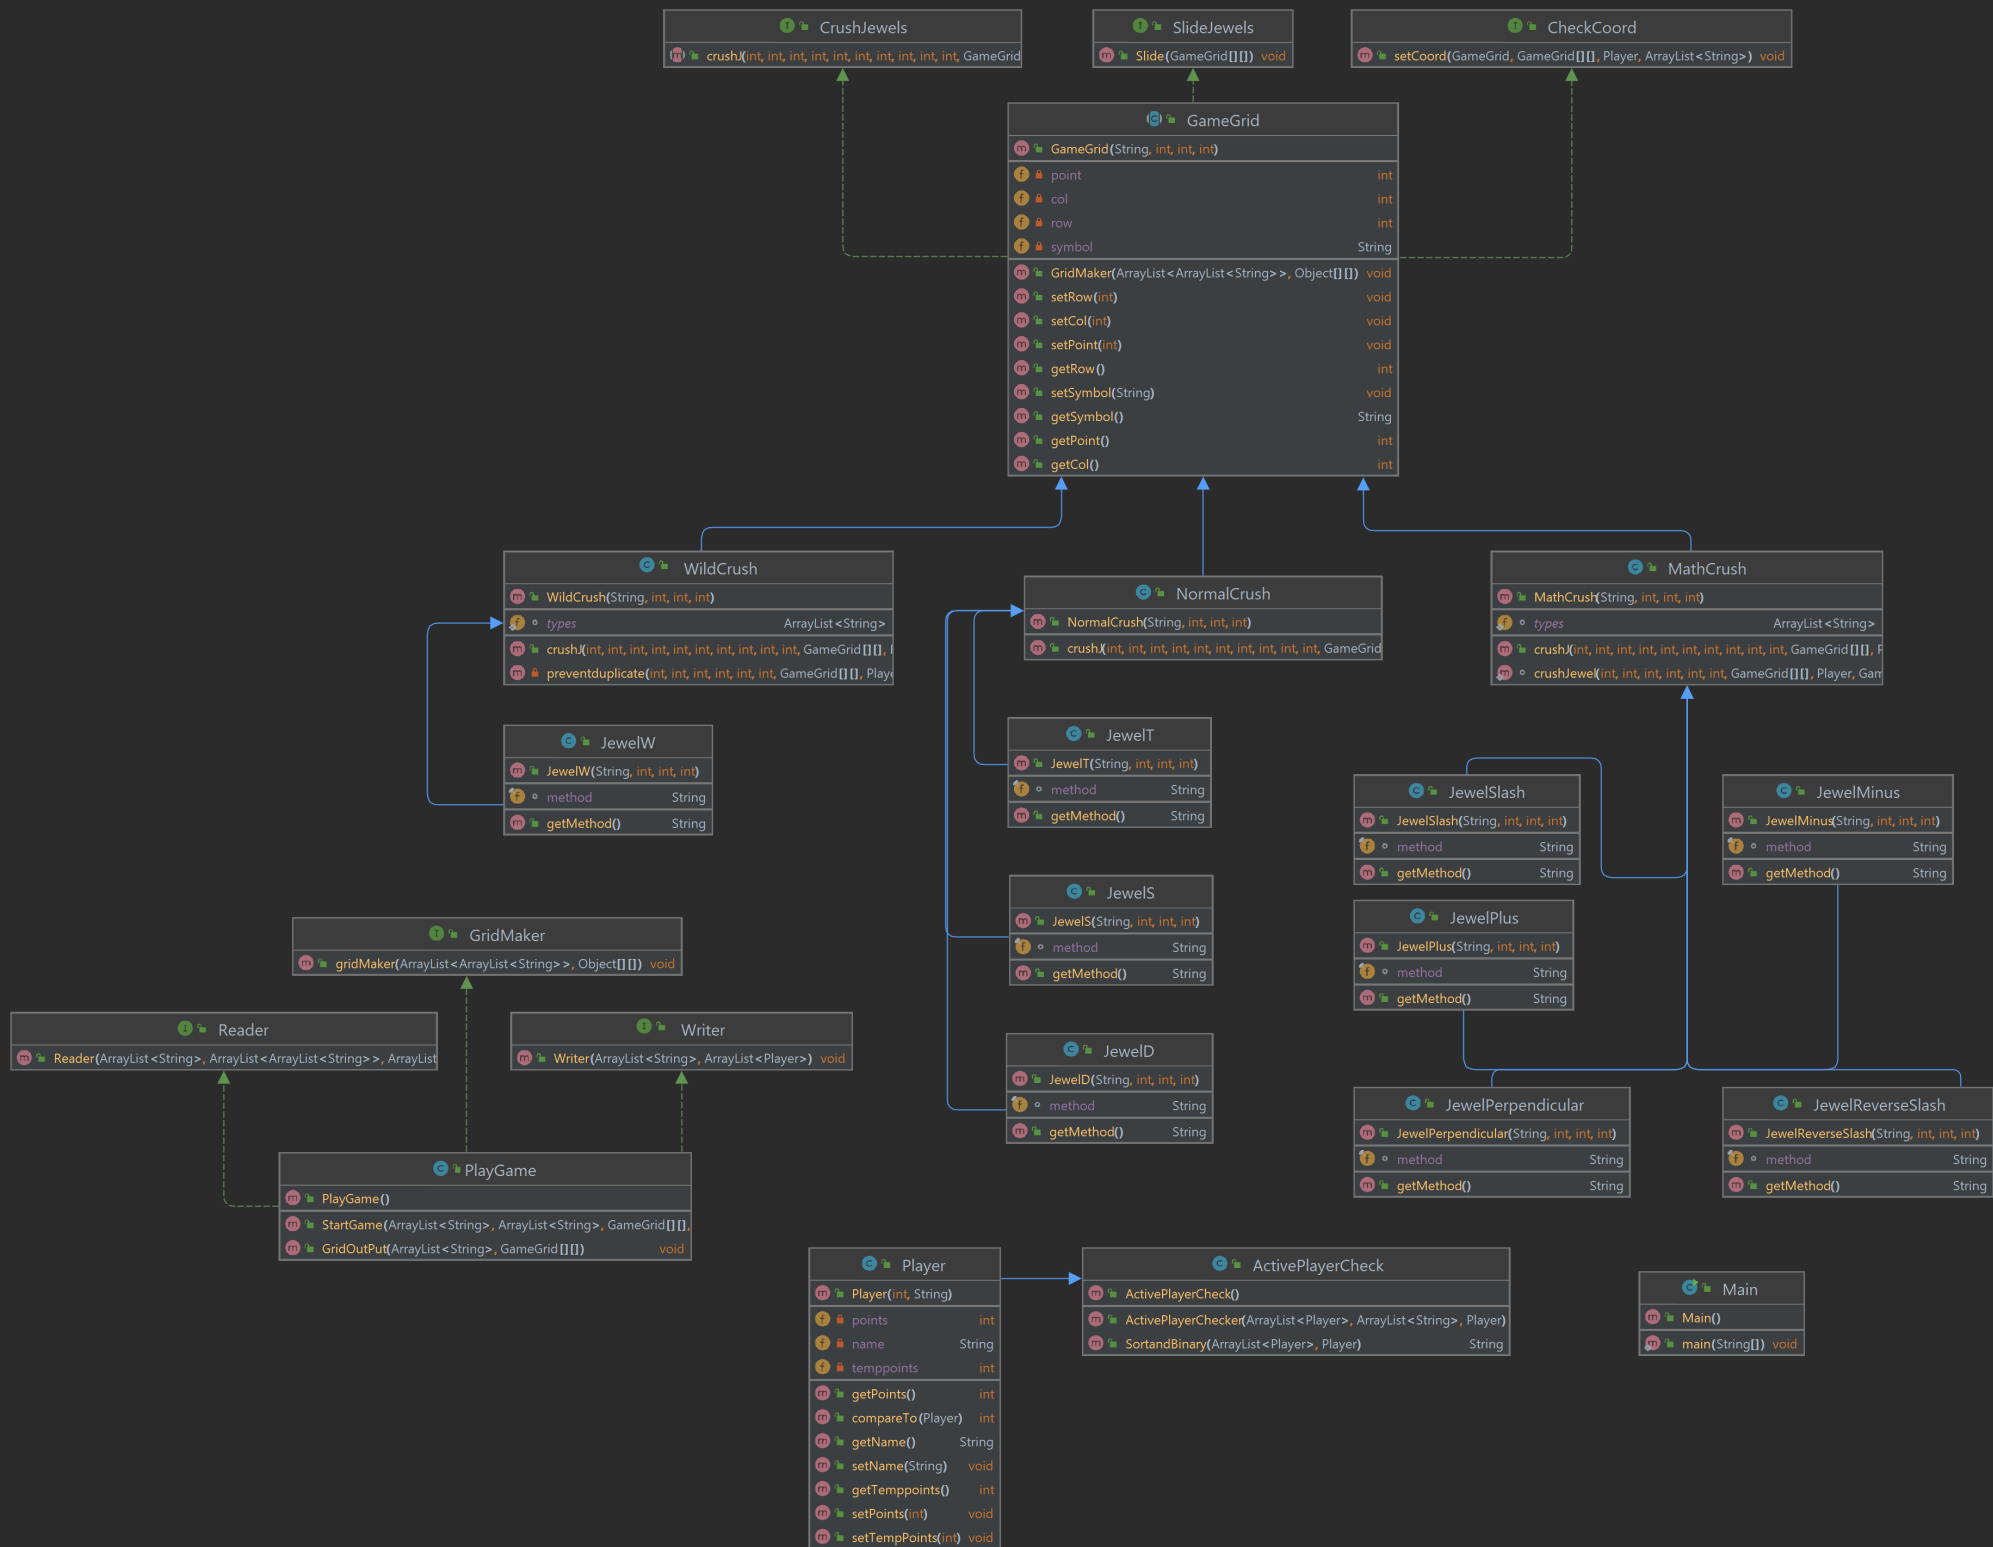 CrushJewels
crushJ(int, int, int, int, int, int, int, int, int, int, GameGrid
SlideJewels
Slide(GameGrid[][]) void
CheckCoord
setCoord(GameGrid, GameGrid[][], Player, ArrayList<String>) void
GameGrid
GameGrid(String, int, int, int)
point int
col int
row int
symbol String
GridMaker(ArrayList<ArrayList<String>>, Object[][]) void
setRow(int) void
setCol(int) void
setPoint(int) void
getRow() int
setSymbol(String) void
getSymbol() String
getPoint() int
getCol() int
WildCrush
WildCrush(String, int, int, int)
types ArrayList<String>
crushJ(int, int, int, int, int, int, int, int, int, int, GameGrid[][],
preventduplicate(int, int, int, int, int, int, GameGrid[][], Playe
NormalCrush
NormalCrush(String, int, int, int)
crushJ(int, int, int, int, int, int, int, int, int, int, GameGrid
MathCrush
MathCrush(String, int, int, int)
types ArrayList<String>
crushJ(int, int, int, int, int, int, int, int, int, int, GameGrid[][], P
crushJewel(int, int, int, int, int, int, GameGrid[][], Player, Gam
JewelW
JewelW(String, int, int, int)
method String
getMethod() String
JewelT
JewelT(String, int, int, int)
method String
getMethod() String
JewelSlash
JewelSlash(String, int, int, int)
method String
getMethod() String
JewelMinus
JewelMinus(String, int, int, int)
method String
getMethod() String
JewelS
JewelS(String, int, int, int)
method String
getMethod() String
JewelPlus
JewelPlus(String, int, int, int)
method String
getMethod() String
GridMaker
gridMaker(ArrayList<ArrayList<String>>, Object[][]) void
Reader
Reader(ArrayList<String>, ArrayList<ArrayList<String>>, ArrayList
Writer
Writer(ArrayList<String>, ArrayList<Player>) void
JewelD
JewelD(String, int, int, int)
method String
getMethod() String
JewelPerpendicular
JewelPerpendicular(String, int, int, int)
method String
getMethod() String
JewelReverseSlash
JewelReverseSlash(String, int, int, int)
method String
getMethod() String
PlayGame
PlayGame()
StartGame(ArrayList<String>, ArrayList<String>, GameGrid[][],
GridOutPut(ArrayList<String>, GameGrid[][]) void
Player
Player(int, String)
points int
name String
temppoints int
getPoints() int
compareTo(Player) int
getName() String
setName(String) void
getTemppoints() int
setPoints(int) void
setTempPoints(int) void
ActivePlayerCheck
ActivePlayerCheck()
ActivePlayerChecker(ArrayList<Player>, ArrayList<String>, Player)
SortandBinary(ArrayList<Player>, Player) String
Main
Main()
main(String[]) void